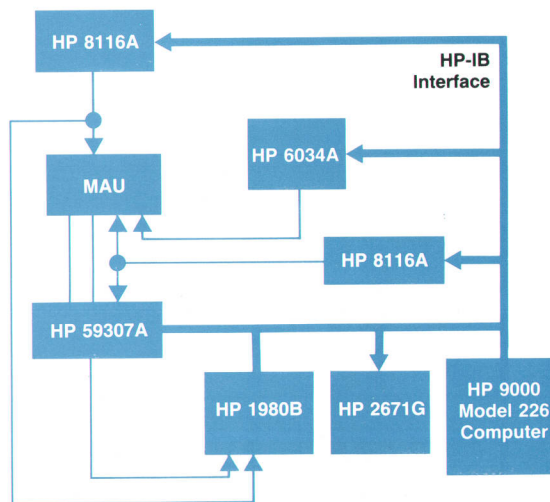 HP 8116A
HP-IB
Interface
HP 6034A
MAU
HP 8116A
HP 59307A
HP 1980B
HP 2671G
HP 9000
Model 226
Computer